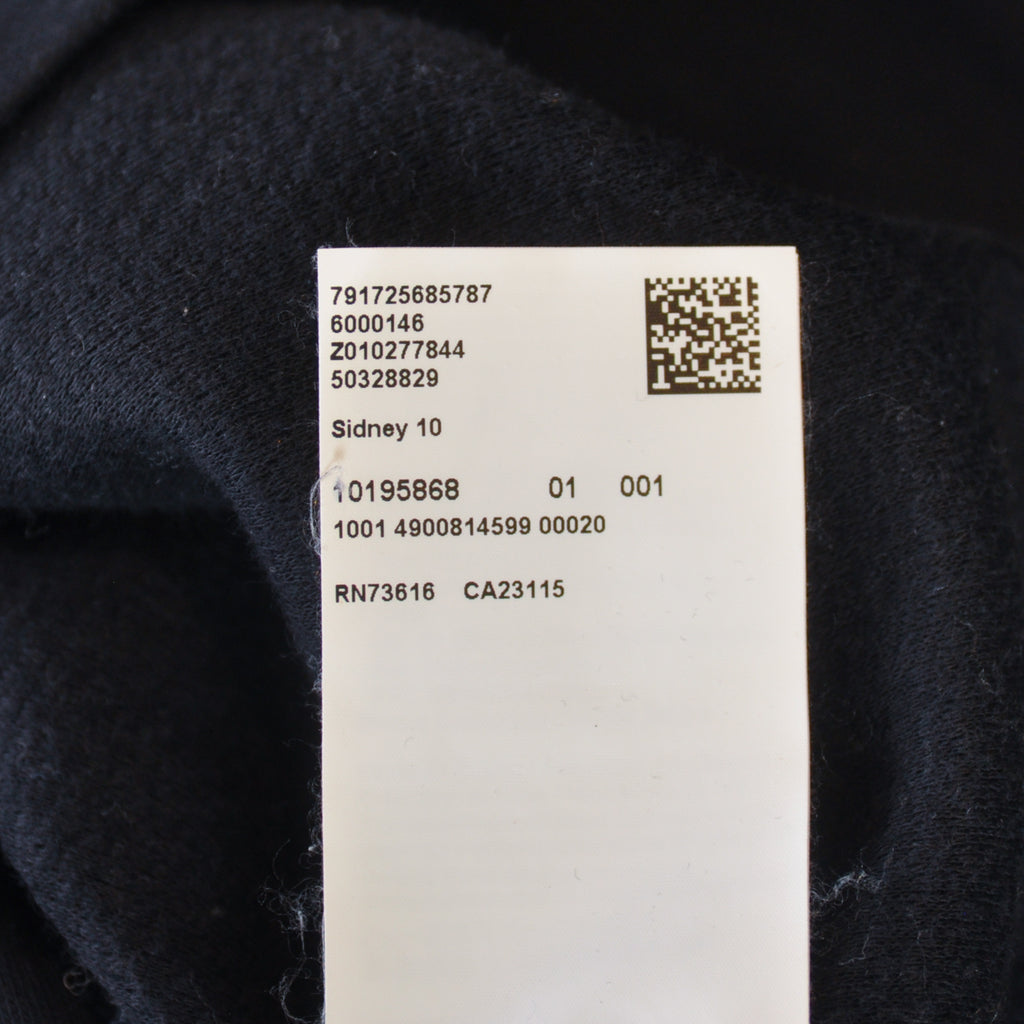 791725685787
6000146
Z010277844
50328829
Sidney 10
10195868 01 001
1001 4900814599 00020
RN73616 CA23115